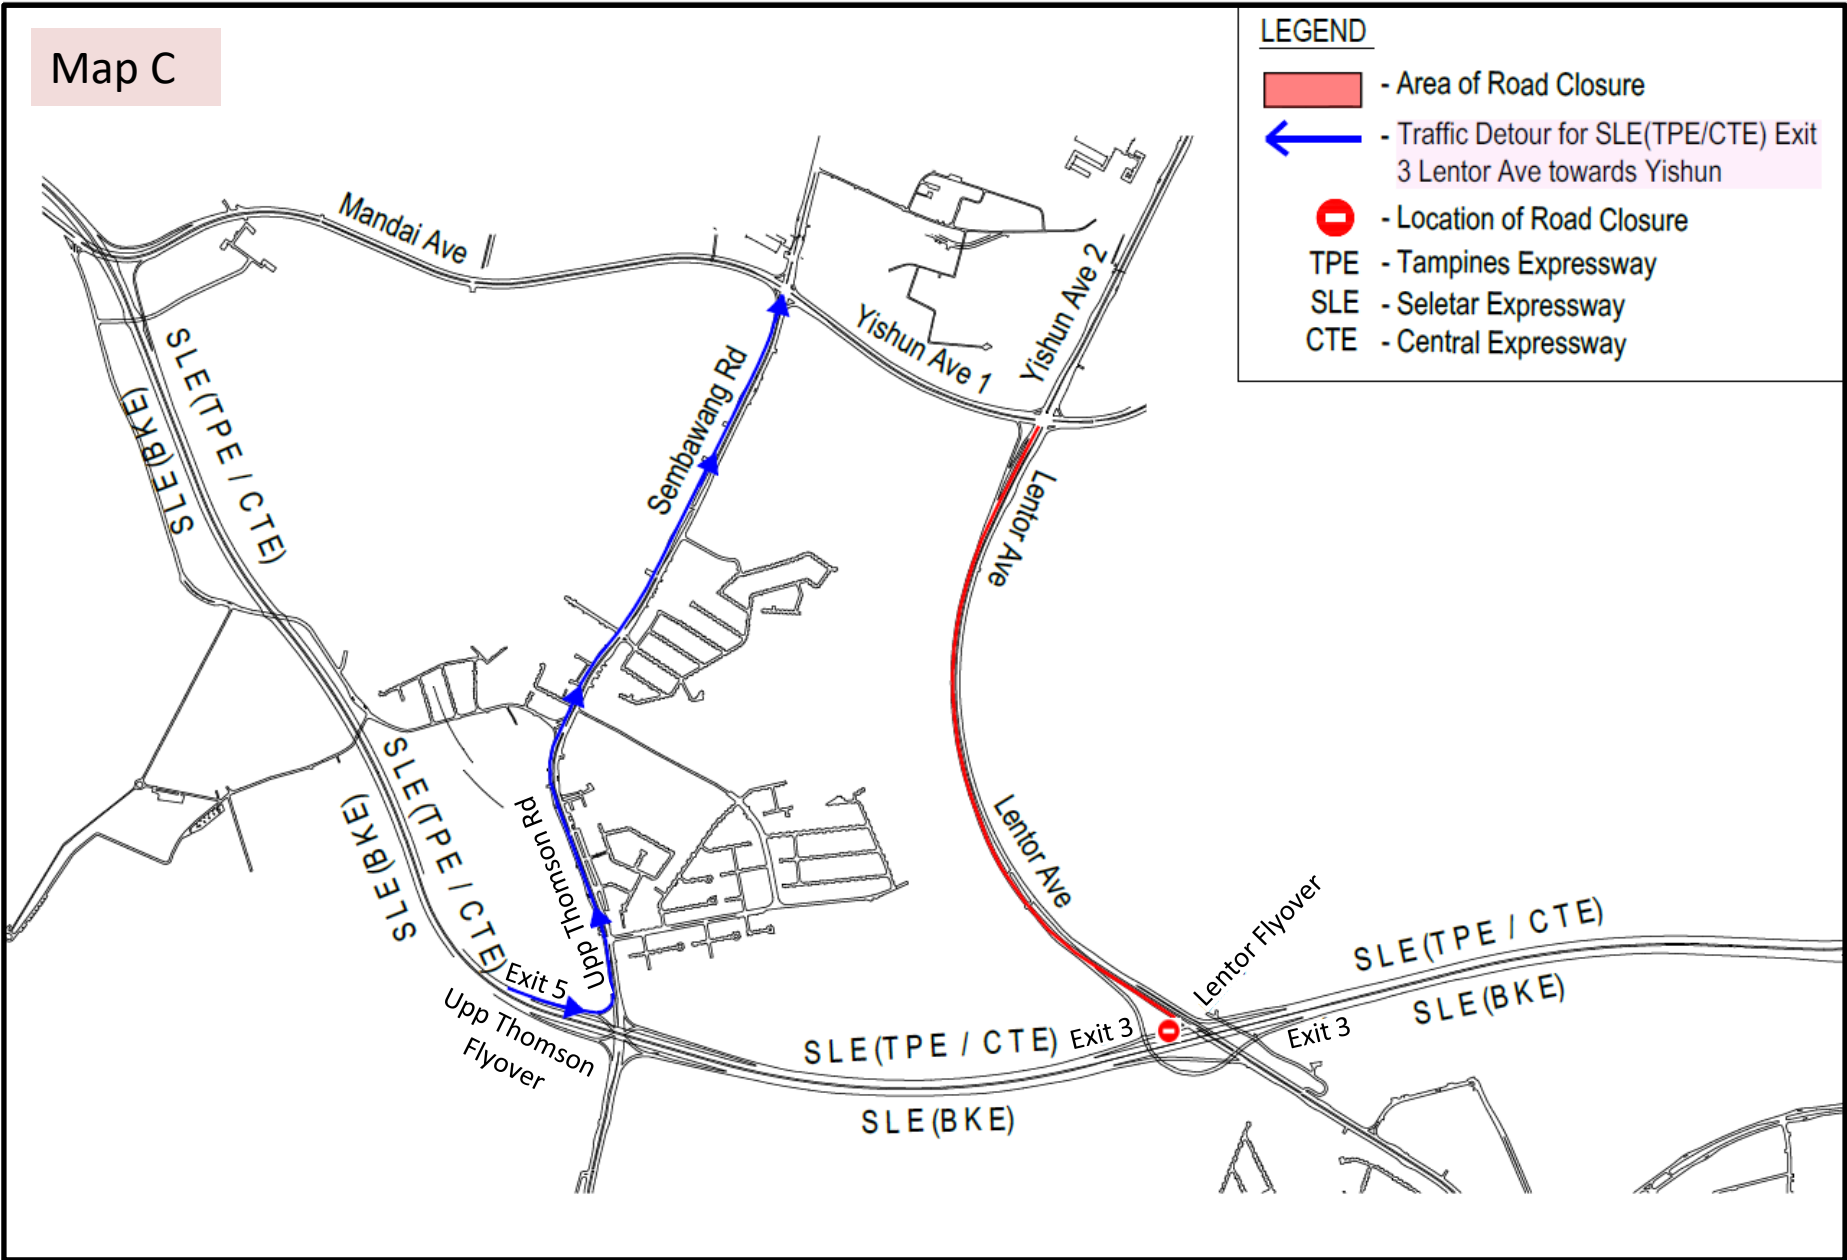 Map C
LEGEND
- Area of Road Closure
- Traffic Detour for SLE(TPE/CTE) Exit
3 Lentor Ave towards Yishun
- Location of Road Closure
TPE - Tampines Expressway
SLE - Seletar Expressway
CTE - Central Expressway
Mandai Ave
Yishun Ave 2
Yishun Ave 1
SLE(TPE / CTE)
SLE(BKE)
Sembawang Rd
Lentor Ave
SLE(TPE / CTE)
SLE(BKE)
Upp Thomson Rd
Upp Thomson Rd
Lentor Ave
Lentor Flyover
SLE(TPE / CTE)
SLE(BKE)
Exit 5
Upp Thomson
Flyover
SLE(TPE / CTE)
Exit 3
Exit 3
SLE(BKE)